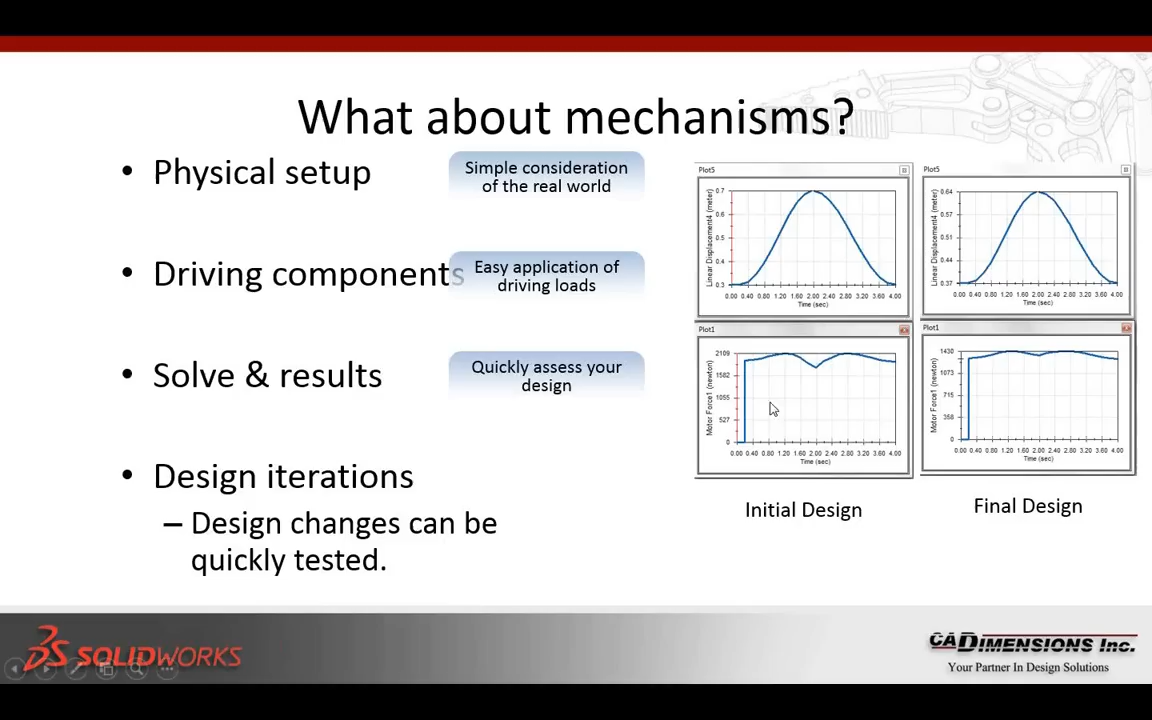 What about mechanisms?
• Physical setup
Simple consideration
of the real world
• Driving components
Easy application of
driving loads
• Solve & results
Quickly assess your
design
• Design iterations
– Design changes can be
quickly tested.
Plot5
Linear Displacement4 (meter)
0.7
0.6
0.5
0.4
0.3
0.00 0.40 0.80 1.20 1.60 2.00 2.40 2.80 3.20 3.60 4.00
Time (sec)
Plot5
Linear Displacement4 (meter)
0.64
0.57
0.51
0.44
0.37
0.00 0.40 0.80 1.20 1.60 2.00 2.40 2.80 3.20 3.60 4.00
Time (sec)
Plot1
Motor Force1 (newton)
2109
1582
1055
527
0
0.00 0.40 0.80 1.20 1.60 2.00 2.40 2.80 3.20 3.60 4.00
Time (sec)
Plot1
Motor Force1 (newton)
1430
1073
715
358
0
0.00 0.40 0.80 1.20 1.60 2.00 2.40 2.80 3.20 3.60 4.00
Time (sec)
Initial Design
Final Design
SOLIDWORKS
CADIMENSIONS Inc.
Your Partner In Design Solutions